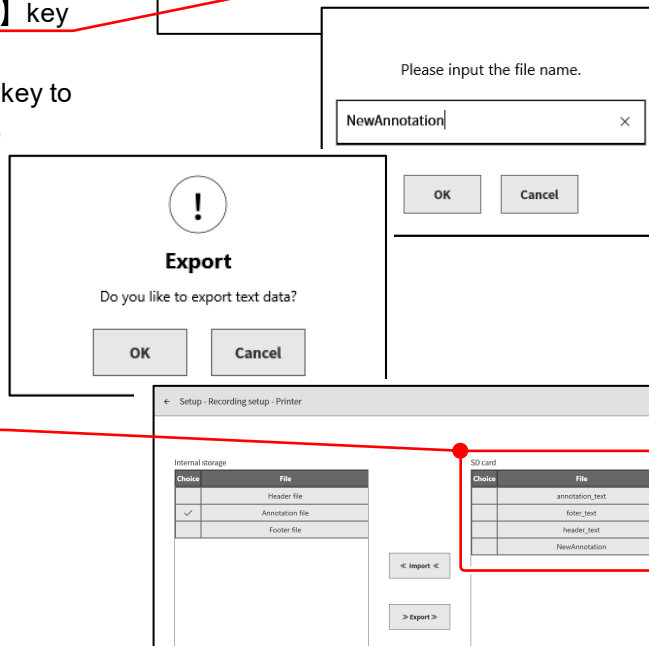 】key
key to
Please input the file name.
NewAnnotation
×
OK Cancel
!
Export
Do you like to export text data?
OK Cancel
← Setup - Recording setup - Printer
Internal storage
Choice File
Header file
✓ Annotation file
Footer file
≪ Import ≪
≫ Export ≫
SD card
Choice File
annotation_text
foter_text
header_text
NewAnnotation